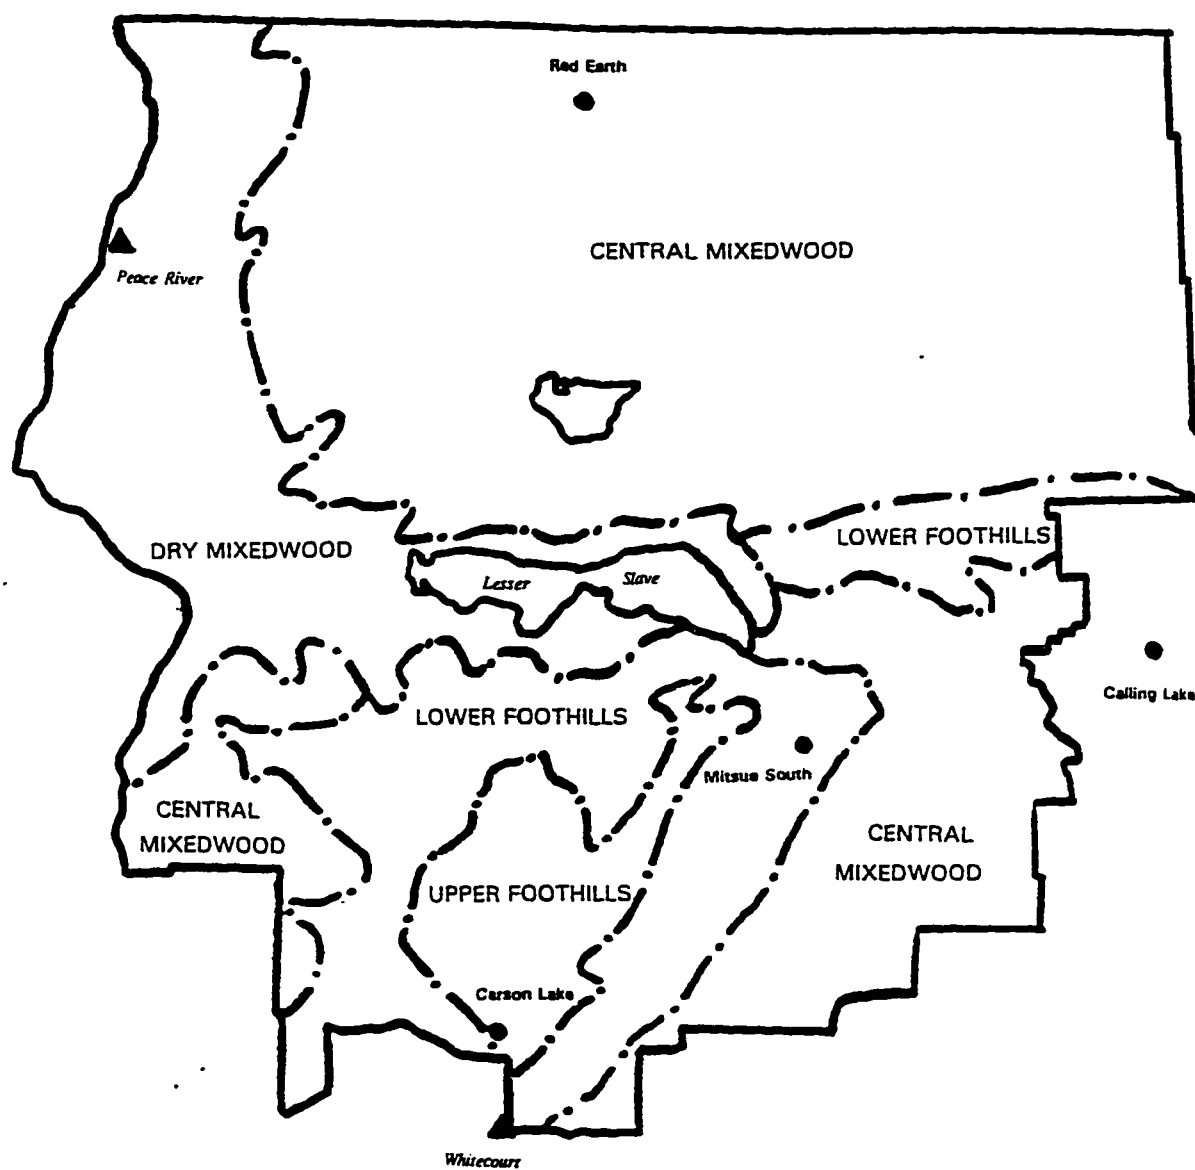 Red Earth
CENTRAL MIXEDWOOD
Peace River
LOWER FOOTHILLS
DRY MIXEDWOOD
Lesser
Slave
Calling Lake
LOWER FOOTHILLS
Mitsue South
CENTRAL
MIXEDWOOD
CENTRAL
MIXEDWOOD
UPPER FOOTHILLS
Carson Lake
Whitecourt